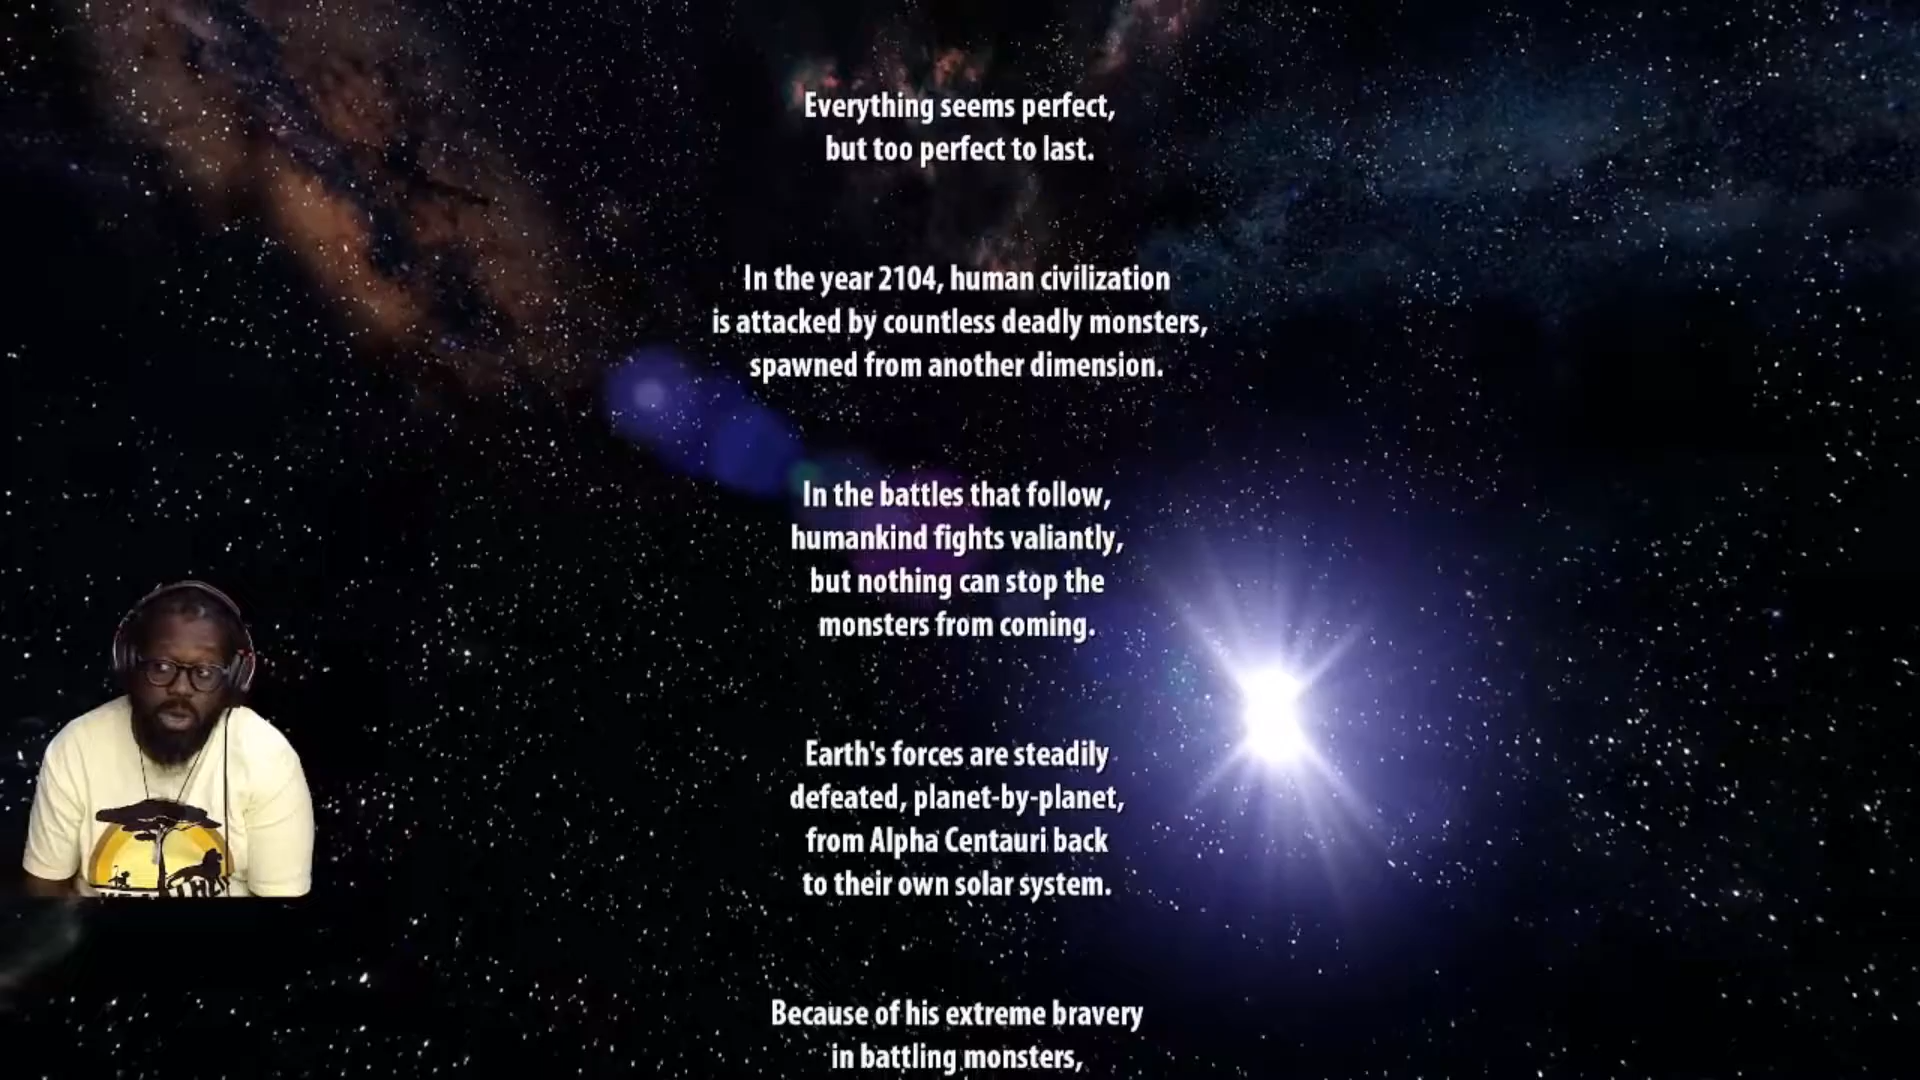 Everything seems perfect,
but too perfect to last.
In the year 2104, human civilization
is attacked by countless deadly monsters,
spawned from another dimension.
In the battles that follow,
humankind fights valiantly,
but nothing can stop the
monsters from coming.
Earth's forces are steadily
defeated, planet-by-planet,
from Alpha Centauri back
to their own solar system.
Because of his extreme bravery
in battling monsters,